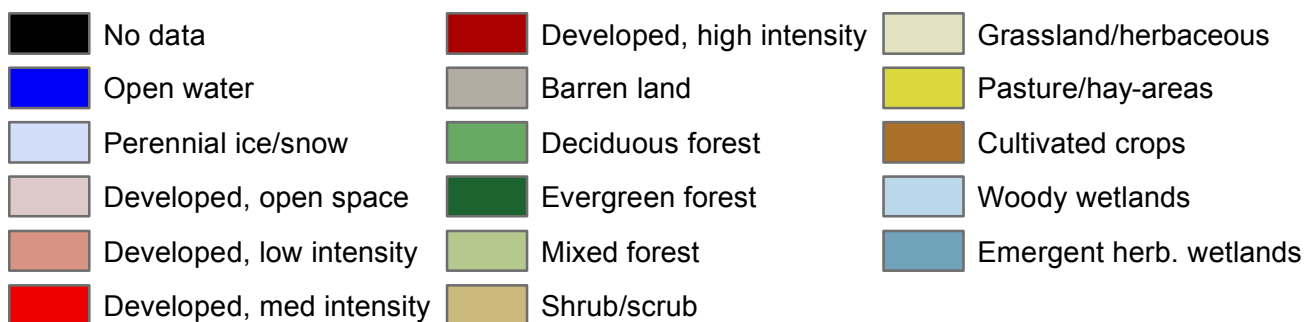 No data
Open water
Perennial ice/snow
Developed, open space
Developed, low intensity
Developed, med intensity
Developed, high intensity
Barren land
Deciduous forest
Evergreen forest
Mixed forest
Shrub/scrub
Grassland/herbaceous
Pasture/hay-areas
Cultivated crops
Woody wetlands
Emergent herb. wetlands